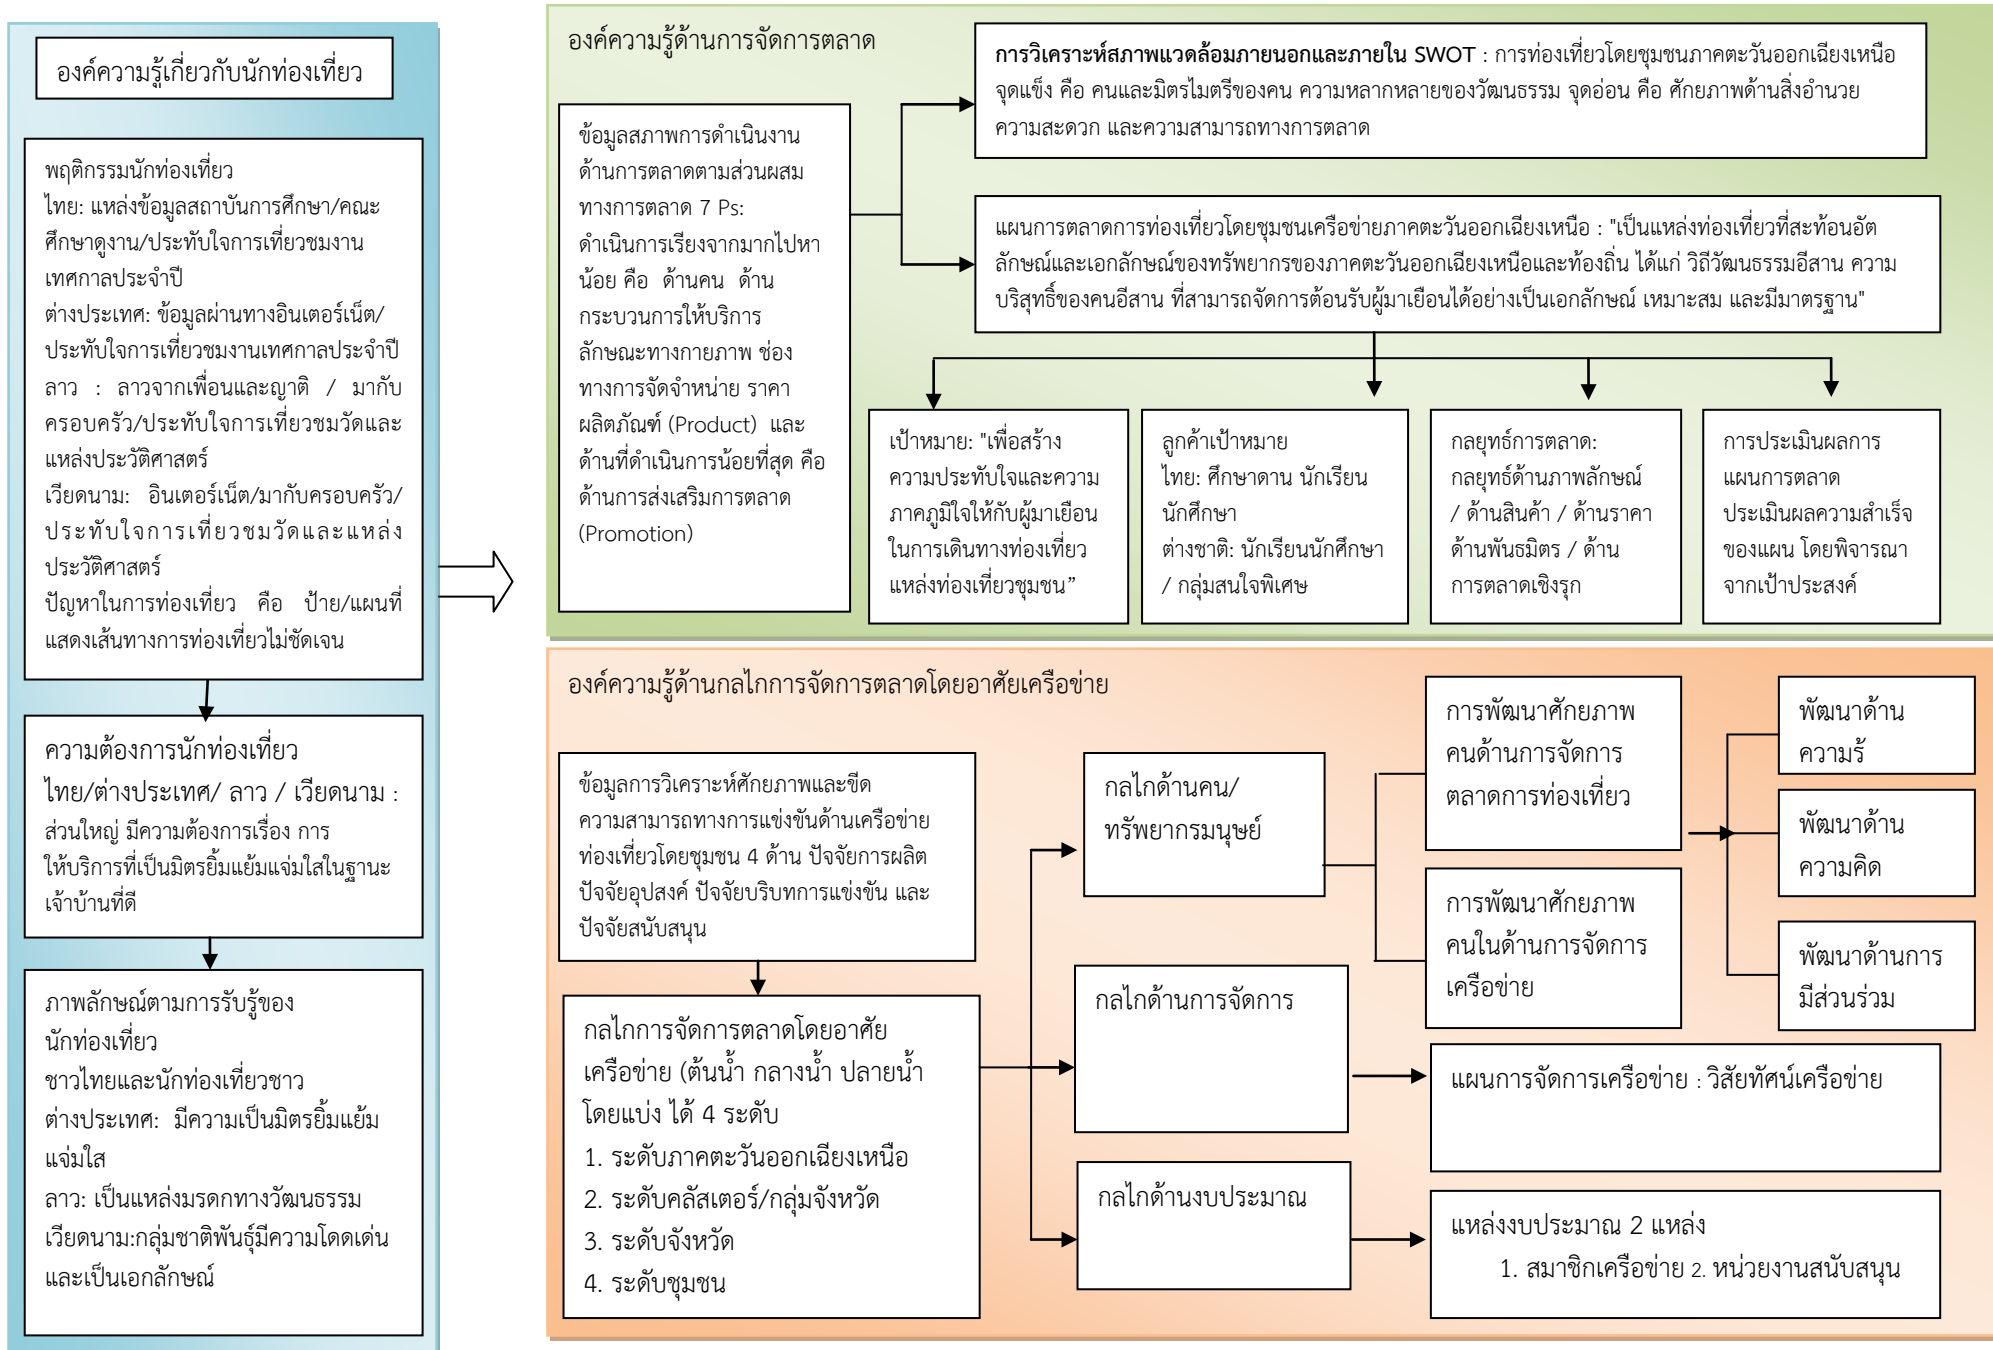 องค์ความรู้เกี่ยวกับนักท่องเที่ยว
พฤติกรรมนักท่องเที่ยว
ไทย: แหล่งข้อมูลสถาบันการศึกษา/คณะ
ศึกษาดูงาน/ประทับใจการเที่ยวชมงาน
เทศกาลประจำปี
ต่างประเทศ: ข้อมูลผ่านทางอินเตอร์เน็ต/
ประทับใจการเที่ยวชมงานเทศกาลประจำปี
ลาว : ลาวจากเพื่อนและญาติ / มากับ
ครอบครัว/ประทับใจการเที่ยวชมวัดและ
แหล่งประวัติศาสตร์
เวียดนาม: อินเตอร์เน็ต/มากับครอบครัว/
ประทับใจการเที่ยวชมวัดและแหล่ง
ประวัติศาสตร์
ปัญหาในการท่องเที่ยว คือ ป้าย/แผนที่
แสดงเส้นทางการท่องเที่ยวไม่ชัดเจน
ความต้องการนักท่องเที่ยว
ไทย/ต่างประเทศ/ ลาว / เวียดนาม :
ส่วนใหญ่ มีความต้องการเรื่อง การ
ให้บริการที่เป็นมิตรยิ้มแย้มแจ่มใสในฐานะ
เจ้าบ้านที่ดี
ภาพลักษณ์ตามการรับรู้ของ
นักท่องเที่ยว
ชาวไทยและนักท่องเที่ยวชาว
ต่างประเทศ: มีความเป็นมิตรยิ้มแย้ม
แจ่มใส
ลาว: เป็นแหล่งมรดกทางวัฒนธรรม
เวียดนาม:กลุ่มชาติพันธุ์มีความโดดเด่น
และเป็นเอกลักษณ์
องค์ความรู้ด้านการจัดการตลาด
ข้อมูลสภาพการดำเนินงาน
ด้านการตลาดตามส่วนผสม
ทางการตลาด 7 Ps:
ดำเนินการเรียงจากมากไปหา
น้อย คือ ด้านคน ด้าน
กระบวนการให้บริการ
ลักษณะทางกายภาพ ช่อง
ทางการจัดจำหน่าย ราคา
ผลิตภัณฑ์ (Product) และ
ด้านที่ดำเนินการน้อยที่สุด คือ
ด้านการส่งเสริมการตลาด
(Promotion)
การวิเคราะห์สภาพแวดล้อมภายนอกและภายใน SWOT : การท่องเที่ยวโดยชุมชนภาคตะวันออกเฉียงเหนือ
จุดแข็ง คือ คนและมิตรไมตรีของคน ความหลากหลายของวัฒนธรรม จุดอ่อน คือ ศักยภาพด้านสิ่งอำนวย
ความสะดวก และความสามารถทางการตลาด
แผนการตลาดการท่องเที่ยวโดยชุมชนเครือข่ายภาคตะวันออกเฉียงเหนือ : "เป็นแหล่งท่องเที่ยวที่สะท้อนอัต
ลักษณ์และเอกลักษณ์ของทรัพยากรของภาคตะวันออกเฉียงเหนือและท้องถิ่น ได้แก่ วิถีวัฒนธรรมอีสาน ความ
บริสุทธิ์ของคนอีสาน ที่สามารถจัดการต้อนรับผู้มาเยือนได้อย่างเป็นเอกลักษณ์ เหมาะสม และมีมาตรฐาน"
เป้าหมาย: "เพื่อสร้าง
ความประทับใจและความ
ภาคภูมิใจให้กับผู้มาเยือน
ในการเดินทางท่องเที่ยว
แหล่งท่องเที่ยวชุมชน”
ลูกค้าเป้าหมาย
ไทย: ศึกษาดาน นักเรียน
นักศึกษา
ต่างชาติ: นักเรียนนักศึกษา
/ กลุ่มสนใจพิเศษ
กลยุทธ์การตลาด:
กลยุทธ์ด้านภาพลักษณ์
/ ด้านสินค้า / ด้านราคา
ด้านพันธมิตร / ด้าน
การตลาดเชิงรุก
การประเมินผลการ
แผนการตลาด
ประเมินผลความสำเร็จ
ของแผน โดยพิจารณา
จากเป้าประสงค์
องค์ความรู้ด้านกลไกการจัดการตลาดโดยอาศัยเครือข่าย
ข้อมูลการวิเคราะห์ศักยภาพและขีด
ความสามารถทางการแข่งขันด้านเครือข่าย
ท่องเที่ยวโดยชุมชน 4 ด้าน ปัจจัยการผลิต
ปัจจัยอุปสงค์ ปัจจัยบริบทการแข่งขัน และ
ปัจจัยสนับสนุน
กลไกการจัดการตลาดโดยอาศัย
เครือข่าย (ต้นน้ำ กลางน้ำ ปลายน้ำ
โดยแบ่ง ได้ 4 ระดับ
1. ระดับภาคตะวันออกเฉียงเหนือ
2. ระดับคลัสเตอร์/กลุ่มจังหวัด
3. ระดับจังหวัด
4. ระดับชุมชน
กลไกด้านคน/
ทรัพยากรมนุษย์
กลไกด้านการจัดการ
กลไกด้านงบประมาณ
การพัฒนาศักยภาพ
คนด้านการจัดการ
ตลาดการท่องเที่ยว
การพัฒนาศักยภาพ
คนในด้านการจัดการ
เครือข่าย
พัฒนาด้าน
ความรู้
พัฒนาด้าน
ความคิด
พัฒนาด้านการ
มีส่วนร่วม
แผนการจัดการเครือข่าย : วิสัยทัศน์เครือข่าย
แหล่งงบประมาณ 2 แหล่ง
1. สมาชิกเครือข่าย 2. หน่วยงานสนับสนุน